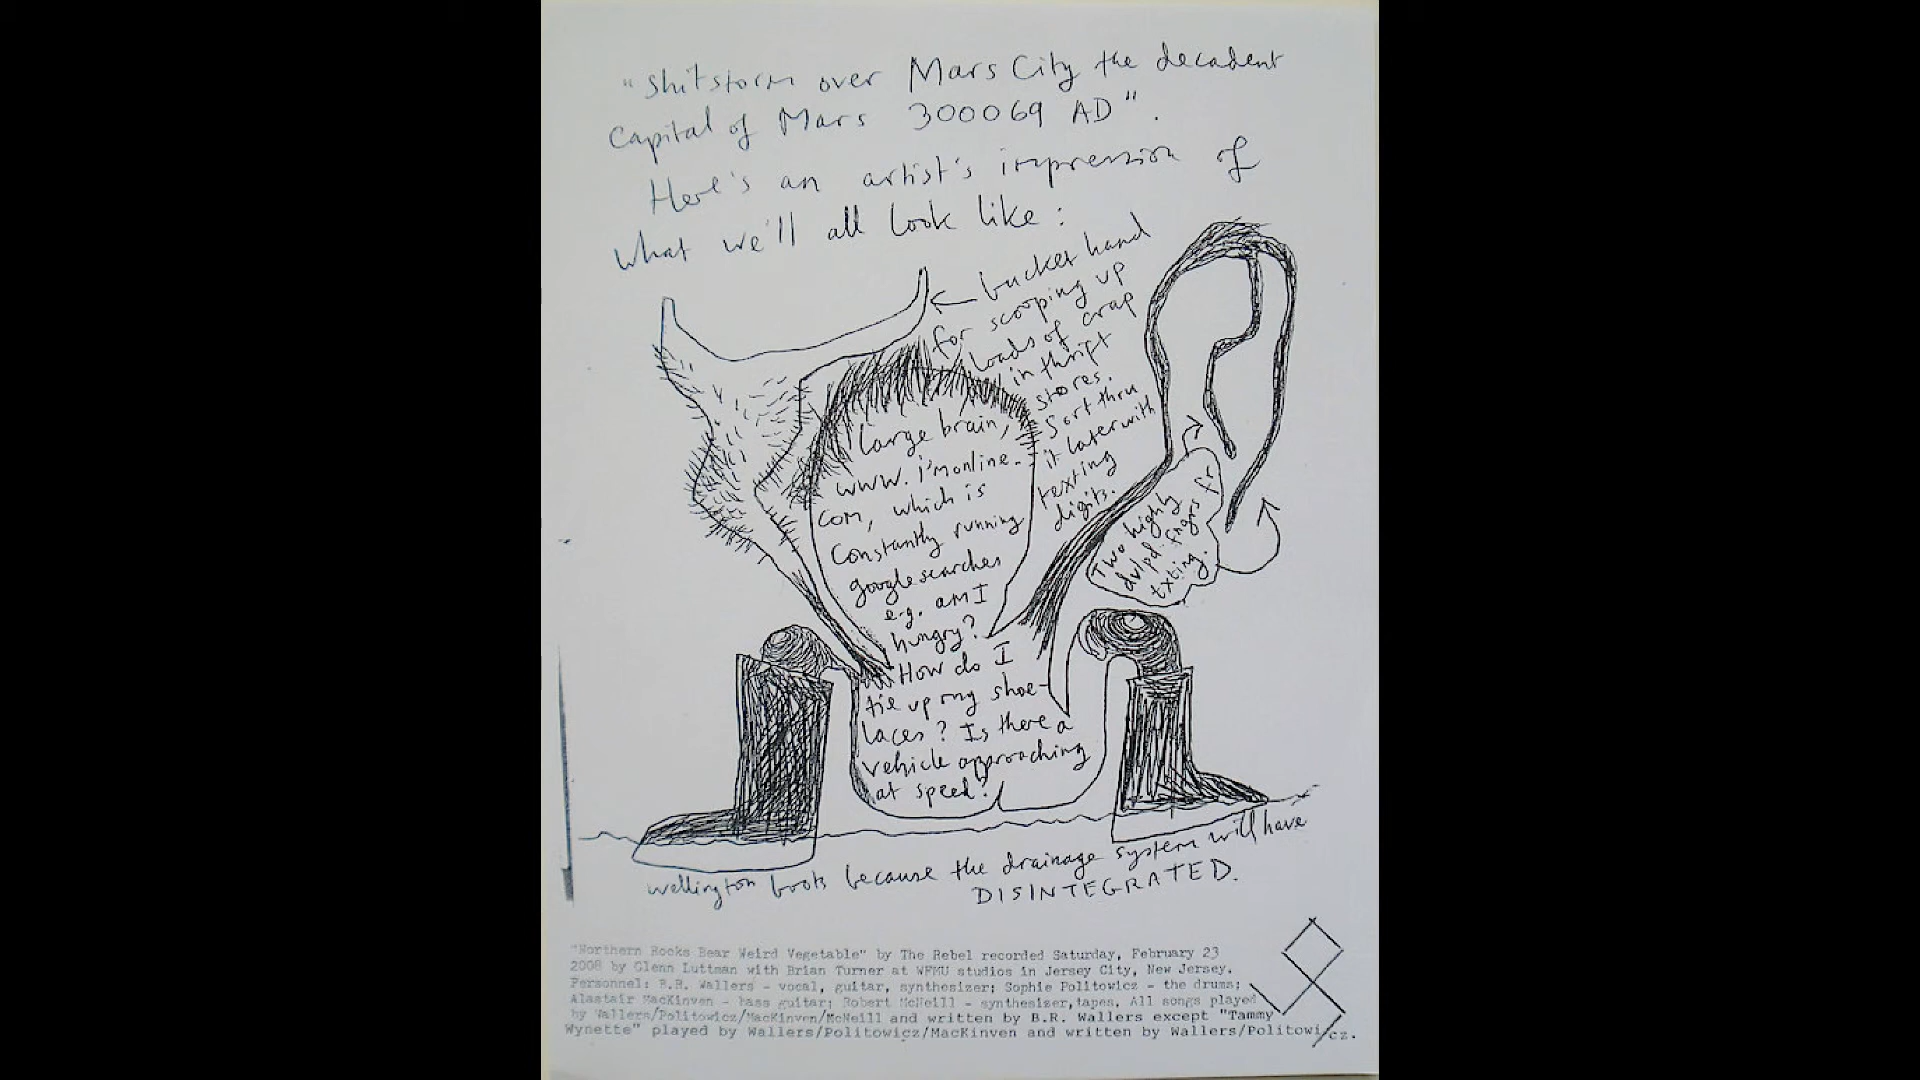 "Shitstorm over Mars City the decadent
Capital of Mars 300069 AD".
Here's an artist's impression of
what we'll all look like:
bucket hand
for scooping up
loads of crap
in thrift
stores.
Sort thru
it later with
texting
digits.
Large brain,
www.i'monline.
com, which is
Constantly running
google searches
e.g. am I
hungry?
How do I
tie up my shoe-
laces? Is there a
vehicle approaching
at speed?
Two highly
dvlpd fngrs fr
txting.
wellington boots because the drainage system will have
DISINTEGRATED.
"Northern Rocks Bear Weird Vegetable" by The Rebel recorded Saturday, February 23
2008 by Glenn Luttman with Brian Turner at WFMU studios in Jersey City, New Jersey.
Personnel: B.R. Wallers - vocal, guitar, synthesizer; Sophie Politowicz - the drums;
Alastair MacKinven - bass guitar; Robert McNeill - synthesizer,tapes, All songs played
by Wallers/Politowicz/MacKinven/McNeill and written by B.R. Wallers except "Tammy
Wynette" played by Wallers/Politowicz/MacKinven and written by Wallers/Politowicz.